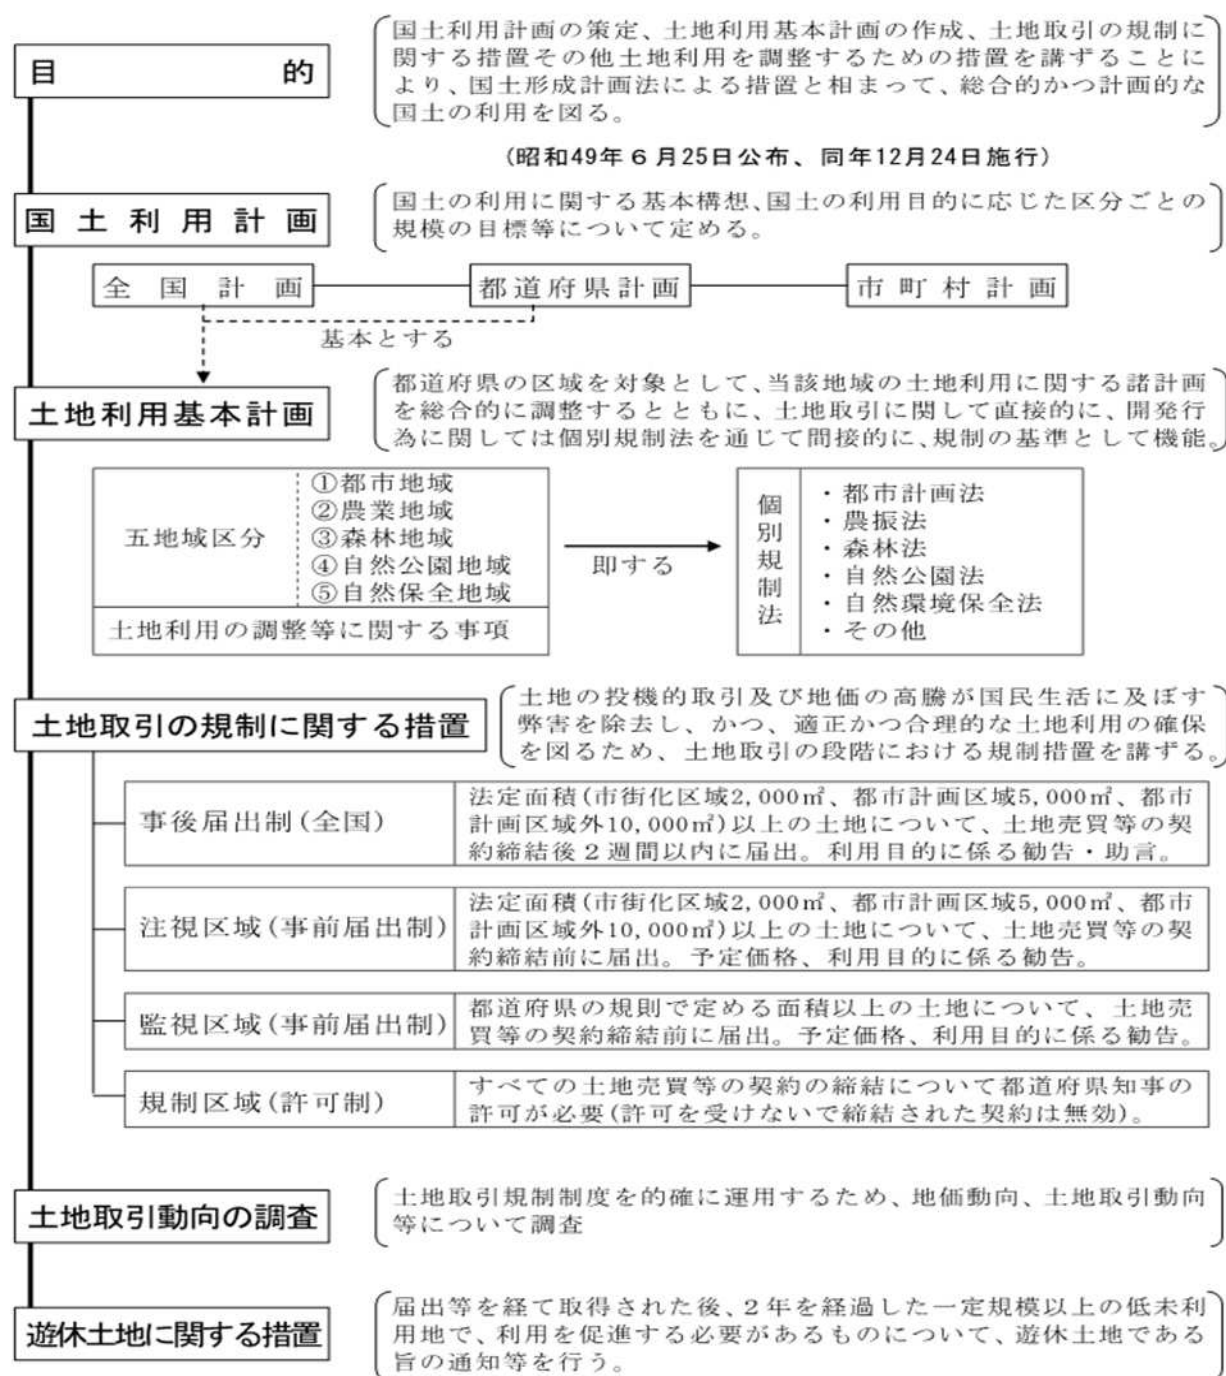 目的
国土利用計画の策定、土地利用基本計画の作成、土地取引の規制に
関する措置その他土地利用を調整するための措置を講ずることに
より、国土形成計画法による措置と相まって、総合的かつ計画的な
国土の利用を図る。
(昭和49年6月25日公布、同年12月24日施行)
国土利用計画
国土の利用に関する基本構想、国土の利用目的に応じた区分ごとの
規模の目標等について定める。
全国計画
都道府県計画
市町村計画
基本とする
土地利用基本計画
都道府県の区域を対象として、当該地域の土地利用に関する諸計画
を総合的に調整するとともに、土地取引に関して直接的に、開発行
為に関しては個別規制法を通じて間接的に、規制の基準として機能。
五地域区分
①都市地域
②農業地域
③森林地域
④自然公園地域
⑤自然保全地域
土地利用の調整等に関する事項
即する
個別規制法
・都市計画法
・農振法
・森林法
・自然公園法
・自然環境保全法
・その他
土地取引の規制に関する措置
土地の投機的取引及び地価の高騰が国民生活に及ぼす
弊害を除去し、かつ、適正かつ合理的な土地利用の確保
を図るため、土地取引の段階における規制措置を講ずる。
事後届出制(全国)
法定面積(市街化区域2,000㎡、都市計画区域5,000㎡、都市
計画区域外10,000㎡)以上の土地について、土地売買等の契
約締結後2週間以内に届出。利用目的に係る勧告・助言。
注視区域(事前届出制)
法定面積(市街化区域2,000㎡、都市計画区域5,000㎡、都市
計画区域外10,000㎡)以上の土地について、土地売買等の契
約締結前に届出。予定価格、利用目的に係る勧告。
監視区域(事前届出制)
都道府県の規則で定める面積以上の土地について、土地売
買等の契約締結前に届出。予定価格、利用目的に係る勧告。
規制区域(許可制)
すべての土地売買等の契約の締結について都道府県知事の
許可が必要(許可を受けないで締結された契約は無効)。
土地取引動向の調査
土地取引規制制度を的確に運用するため、地価動向、土地取引動向
等について調査
遊休土地に関する措置
届出等を経て取得された後、2年を経過した一定規模以上の低未利
用地で、利用を促進する必要があるものについて、遊休土地である
旨の通知等を行う。